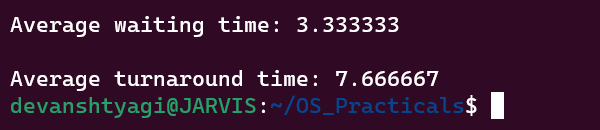 Average waiting time: 3.333333
Average turnaround time: 7.666667
devanshtyagi@JARVIS:~/OS_Practicals$